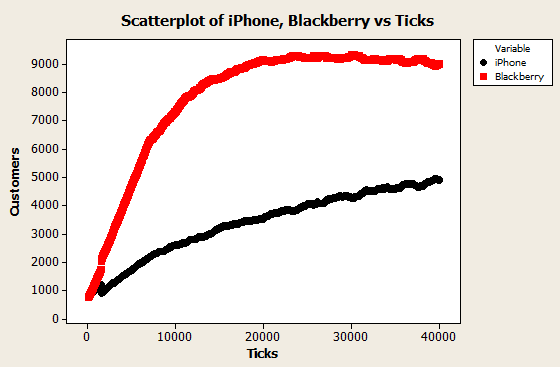 Scatterplot of iPhone, Blackberry vs Ticks
Variable
iPhone
Blackberry
Customers
9000
8000
7000
6000
5000
4000
3000
2000
1000
0
0 10000 20000 30000 40000
Ticks